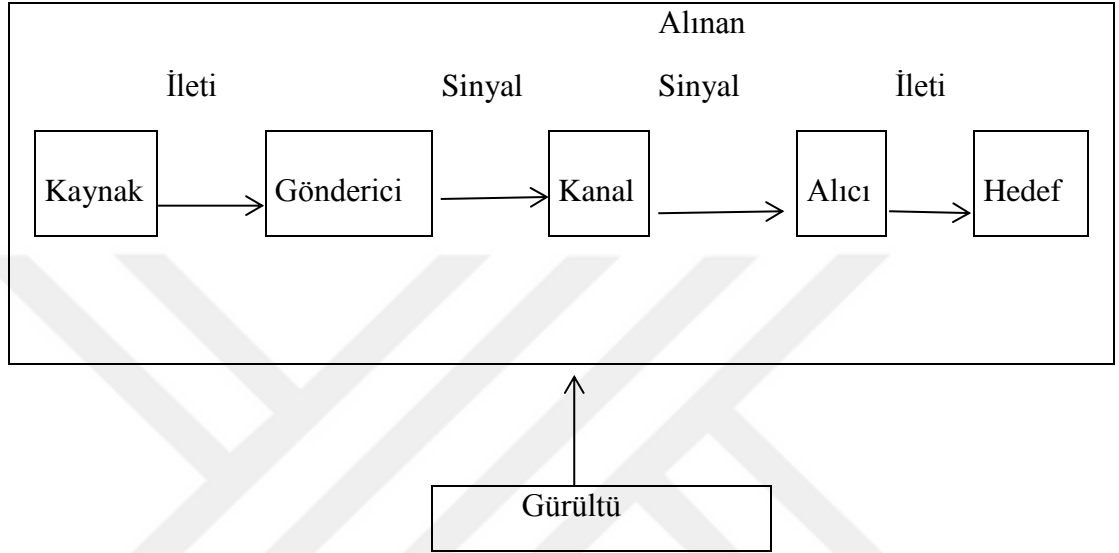 Alınan
İleti Sinyal Sinyal İleti
Kaynak Gönderici Kanal Alıcı Hedef
Gürültü